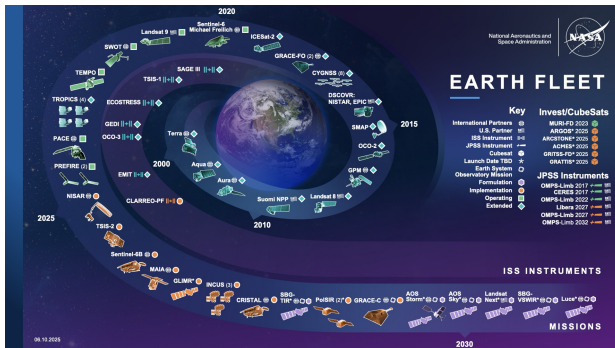 2020
Sentinel-6
Michael Freilich
Landsat 9
ICESat-2
SWOT
GRACE-FO (2)
National Aeronautics and
Space Administration
NASA
TEMPO
SAGE III
CYGNSS (8)
TSIS-1
DSCOVR:
NISTAR, EPIC
EARTH FLEET
TROPICS (4)
ECOSTRESS
GEDI
OCO-3
SMAP
2015
PACE
Terra
OCO-2
PREFIRE (2)
2000
Aqua
GPM
EMIT
Aura
Suomi NPP
Landsat 8
NISAR
CLARREO-PF
2010
2025
TSIS-2
Sentinel-6B
MAIA
GLIMR*
INCUS (3)
CRISTAL
SBG-
TIR*
PolSIR (2)*
GRACE-C
AOS
Storm*
AOS
Sky*
Landsat
Next*
SBG-
VSWIR*
Luce*
Key
International Partners
U.S. Partner
ISS Instrument
JPSS Instrument
Cubesat
Launch Date TBD
Earth System
Observatory Mission
Formulation
Implementation
Operating
Extended
Invest/CubeSats
MURI-FD 2023
ARGOS* 2025
ARCSTONE* 2025
ACMES* 2025
GRITSS-FD* 2025
GRATTIS* 2025
JPSS Instruments
OMPS-Limb 2017
CERES 2017
OMPS-Limb 2022
Libera 2027
OMPS-Limb 2027
OMPS-Limb 2032
ISS INSTRUMENTS
MISSIONS
06.10.2025
2030